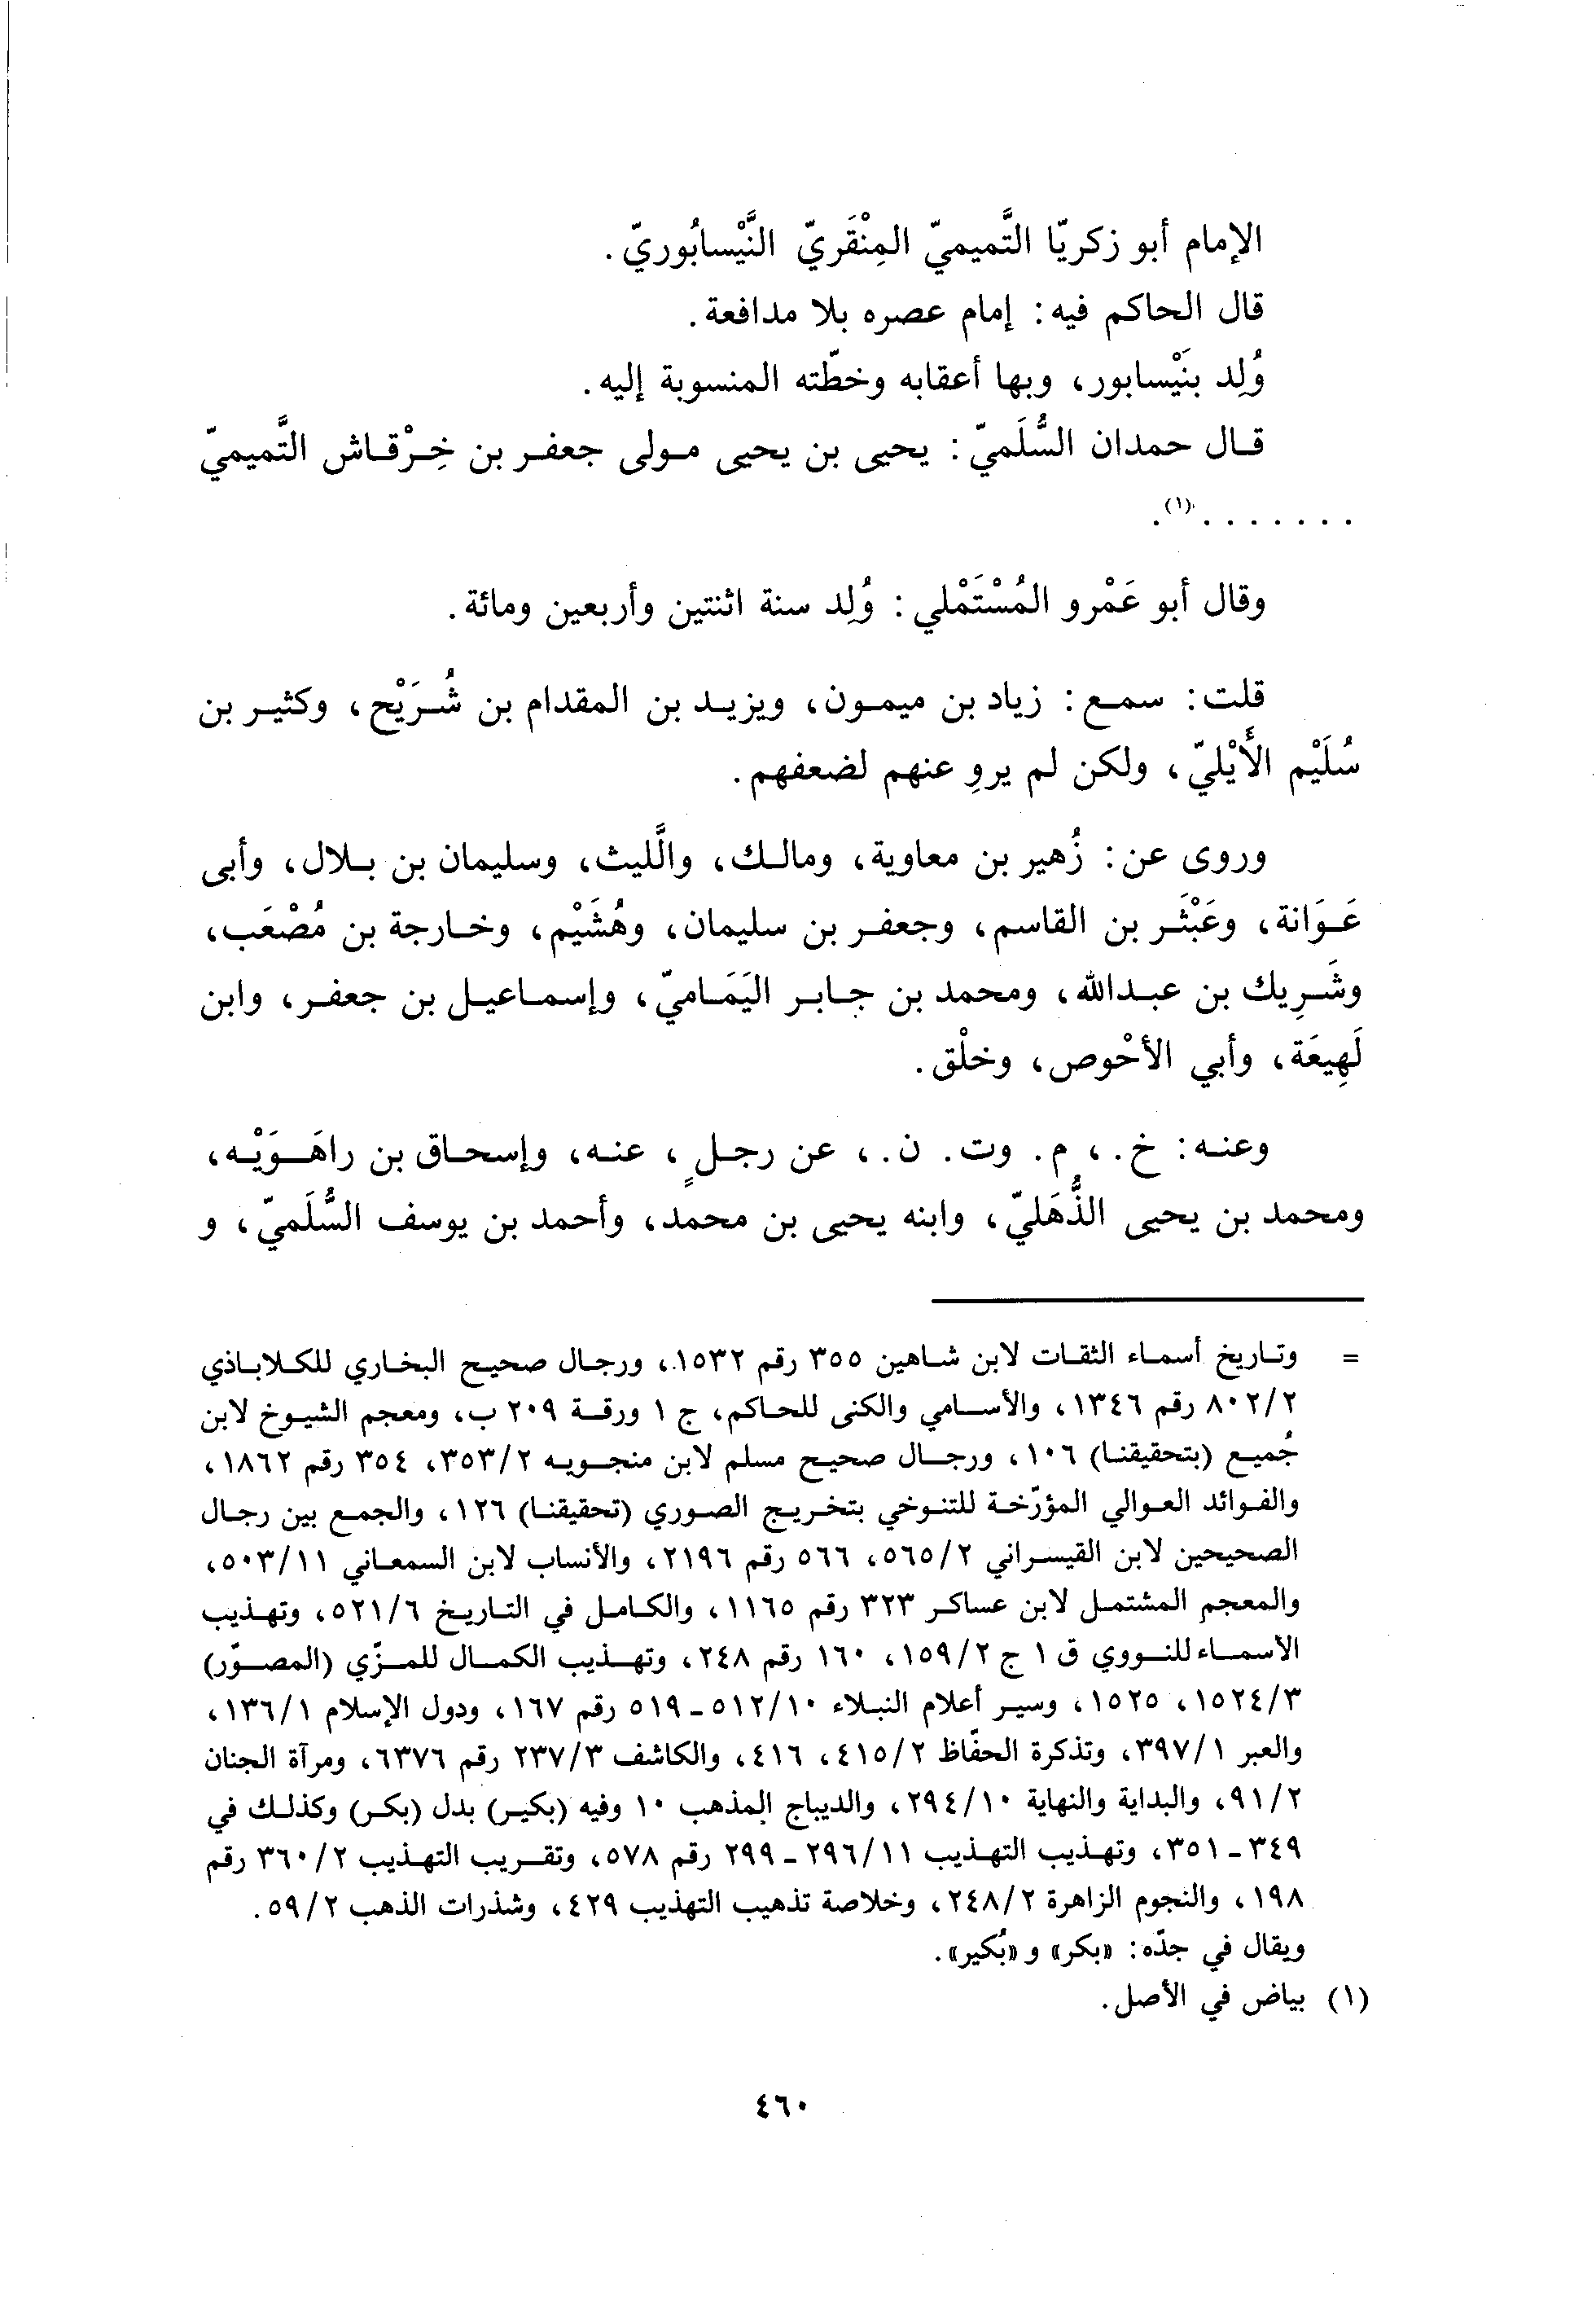 الإمام أبو زكريّا التَّميميّ المِنْقَريّ النَّيْسابُوريّ.
قال الحاكم فيه: إمام عصره بلا مدافعة.
وُلِد بنَيْسابور، وبها أعقابه وخطّته المنسوبة إليه.
قال حمدان السُّلَميّ: يحيى بن يحيى مولى جعفر بن خِرْقاش التَّميميّ
. . . . . . . (١).
وقال أبو عَمْرو المُسْتَمْلي: وُلِد سنة اثنتين وأربعين ومائة.
قلت: سمع: زياد بن ميمون، ويزيد بن المقدام بن شُرَيْح، وكثير بن
سُلَيْم الأَيْليّ، ولكن لم يروِ عنهم لضعفهم.
وروى عن: زُهير بن معاوية، ومالك، والَّليث، وسليمان بن بلال، وأبى
عَوَانة، وعَبْثَر بن القاسم، وجعفر بن سليمان، وهُشَيْم، وخارجة بن مُصْعَب،
وشَرِيك بن عبدالله، ومحمد بن جابر اليَمَاميّ، وإسماعيل بن جعفر، وابن
لَهِيعَة، وأبي الأحْوص، وخلْق.
وعنه: خ.، م. وت. ن.، عن رجلٍ، عنه، وإسحاق بن راهَوَيْه،
ومحمد بن يحيى الذُّهَليّ، وابنه يحيى بن محمد، وأحمد بن يوسف السُّلَميّ، و
= وتاريخ أسماء الثقات لابن شاهين ٣٥٥ رقم ١٥٣٢، ورجال صحيح البخاري للكلاباذي
٨٠٢/٢ رقم ١٣٤٦، والأسامي والكنى للحاكم، ج ١ ورقة ٢٠٩ ب، ومعجم الشيوخ لابن
جُميع (بتحقيقنا) ١٠٦، ورجال صحيح مسلم لابن منجويه ٣٥٣/٢، ٣٥٤ رقم ١٨٦٢،
والفوائد العوالي المؤرّخة للتنوخي بتخريج الصوري (تحقيقنا) ١٢٦، والجمع بين رجال
الصحيحين لابن القيسراني ٥٦٥/٢، ٥٦٦ رقم ٢١٩٦، والأنساب لابن السمعاني ٥٠٣/١١،
والمعجم المشتمل لابن عساكر ٣٢٣ رقم ١١٦٥، والكامل في التاريخ ٥٢١/٦، وتهذيب
الاسماء للنووي ق ١ ج ١٥٩/٢، ١٦٠ رقم ٢٤٨، وتهذيب الكمال للمزّي (المصوّر)
١٥٢٤/٣، ١٥٢٥، وسير أعلام النبلاء ٥١٢/١٠ - ٥١٩ رقم ١٦٧، ودول الإسلام ١٣٦/١،
والعبر ٣٩٧/١، وتذكرة الحفّاظ ٤١٥/٢، ٤١٦، والكاشف ٢٣٧/٣ رقم ٦٣٧٦، ومرآة الجنان
٩١/٢، والبداية والنهاية ٢٩٤/١٠، والديباج المذهب ١٠ وفيه (بكير) بدل (بكر) وكذلك في
٣٤٩ - ٣٥١، وتهذيب التهذيب ٢٩٦/١١ - ٢٩٩ رقم ٥٧٨، وتقريب التهذيب ٣٦٠/٢ رقم
١٩٨، والنجوم الزاهرة ٢٤٨/٢، وخلاصة تذهيب التهذيب ٤٢٩، وشذرات الذهب ٥٩/٢.
ويقال في جدّه: «بكر» و «بُكير».
(١) بياض في الأصل.
٤٦٠